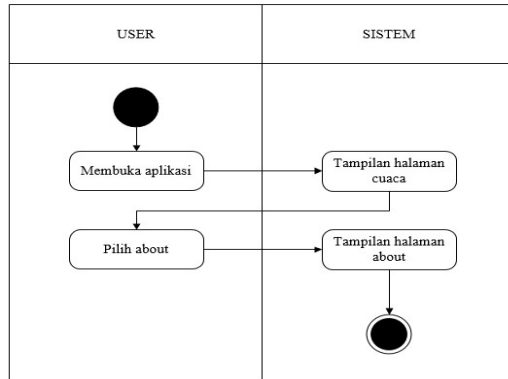 USER
SISTEM
Membuka aplikasi
Tampilan halaman
cuaca
Pilih about
Tampilan halaman
about